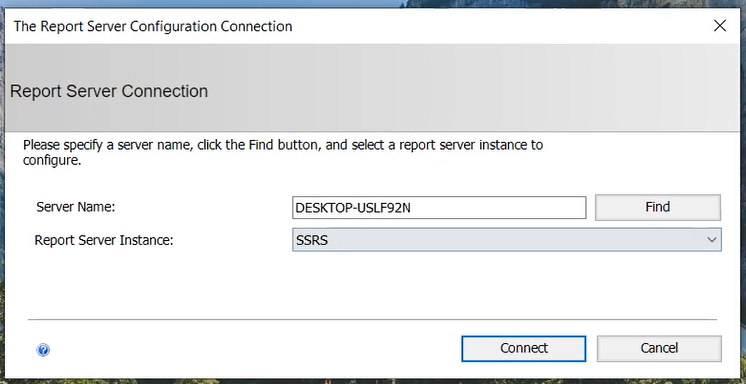 The Report Server Configuration Connection
Report Server Connection
Please specify a server name, click the Find button, and select a report server instance to
configure.
Server Name: DESKTOP-USLF92N Find
Report Server Instance: SSRS
Connect Cancel